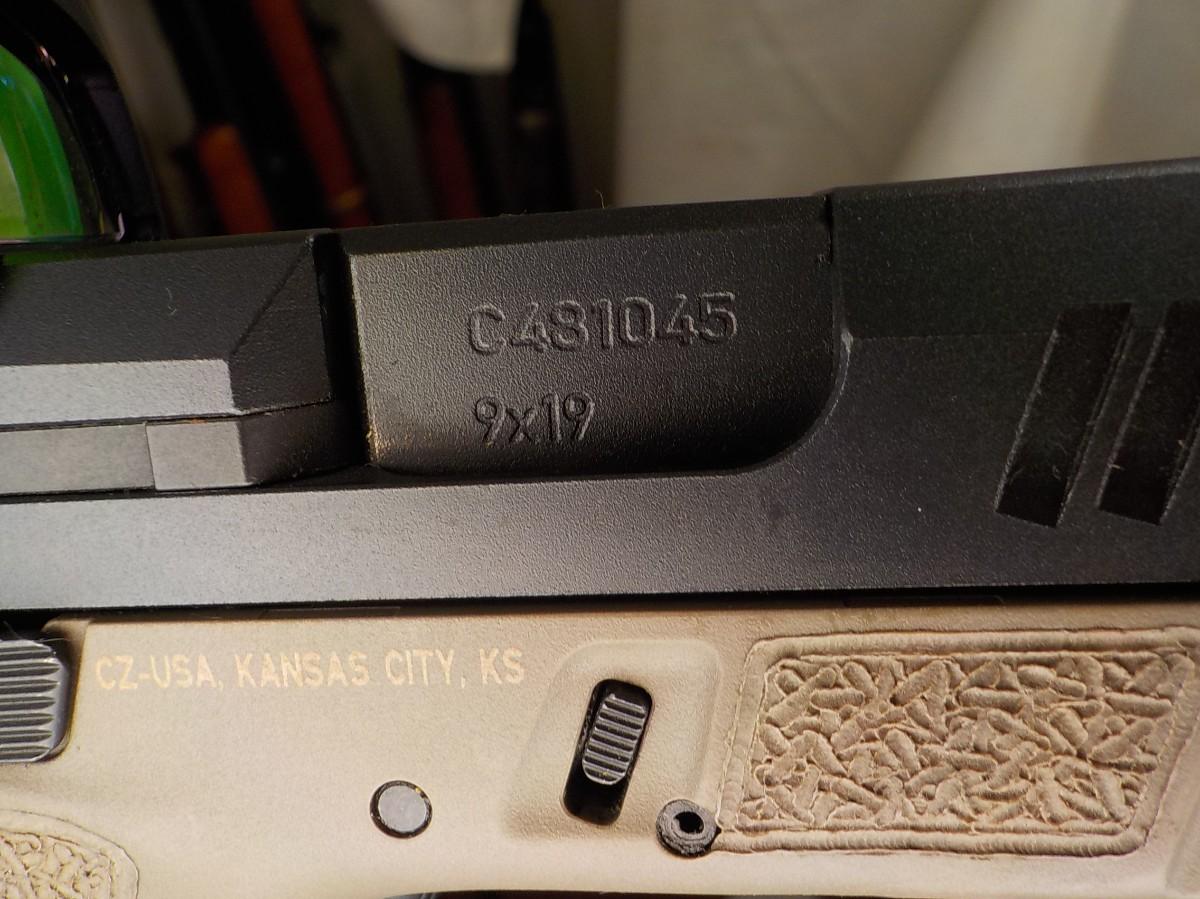 C481045
9x19
CZ-USA, KANSAS CITY, KS